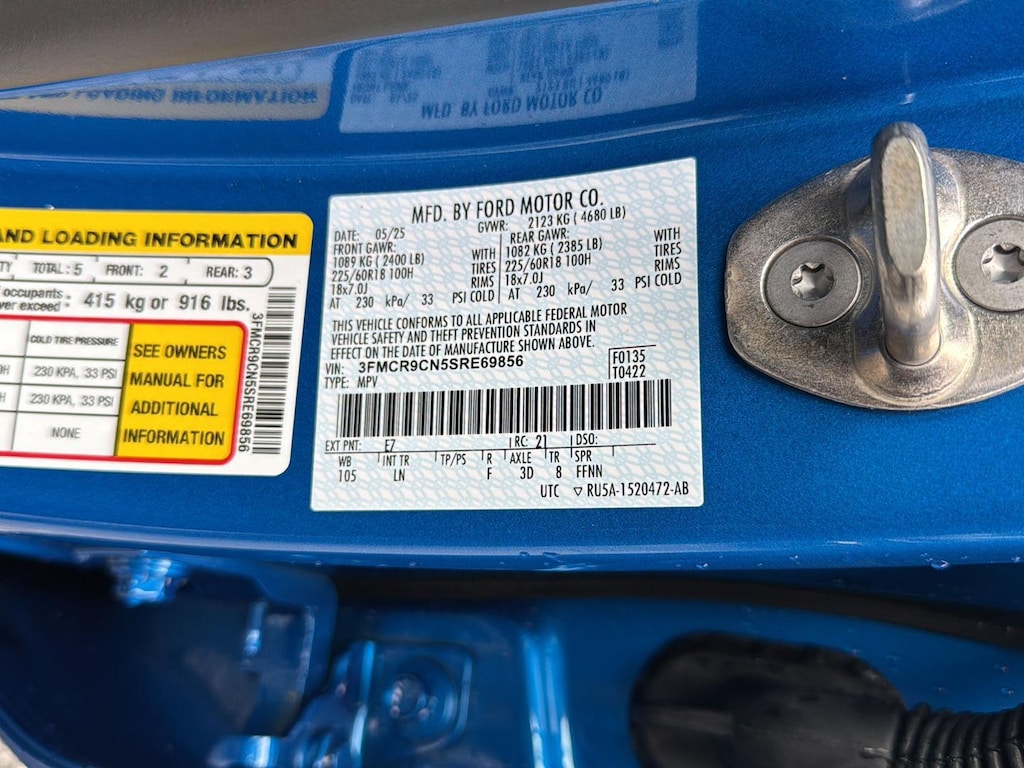 AND LOADING INFORMATION
TOTAL: 5 FRONT: 2 REAR: 3
occupants 415 kg or 916 lbs.
COLD TIRE PRESSURE
230 KPA, 33 PSI
230 KPA, 33 PSI
NONE
SEE OWNERS
MANUAL FOR
ADDITIONAL
INFORMATION
3FMCR9CN5SRE69856
MFD. BY FORD MOTOR CO.
DATE: 05/25 GVWR: 2123 KG ( 4680 LB)
FRONT GAWR: WITH REAR GAWR: WITH
1089 KG ( 2400 LB) TIRES 1082 KG ( 2385 LB) TIRES
225/60R18 100H RIMS 225/60R18 100H RIMS
18x7.0J 18x7.0J
AT 230 kPa/ 33 PSI COLD AT 230 kPa/ 33 PSI COLD
THIS VEHICLE CONFORMS TO ALL APPLICABLE FEDERAL MOTOR
VEHICLE SAFETY AND THEFT PREVENTION STANDARDS IN
EFFECT ON THE DATE OF MANUFACTURE SHOWN ABOVE.
VIN: 3FMCR9CN5SRE69856
TYPE: MPV
F0135
T0422
EXT PNT: E7 RC: 21 DSO:
WB INT TR TP/PS R AXLE TR SPR
105 LN F 3D 8 FFNN
UTC ▽ RU5A-1520472-AB